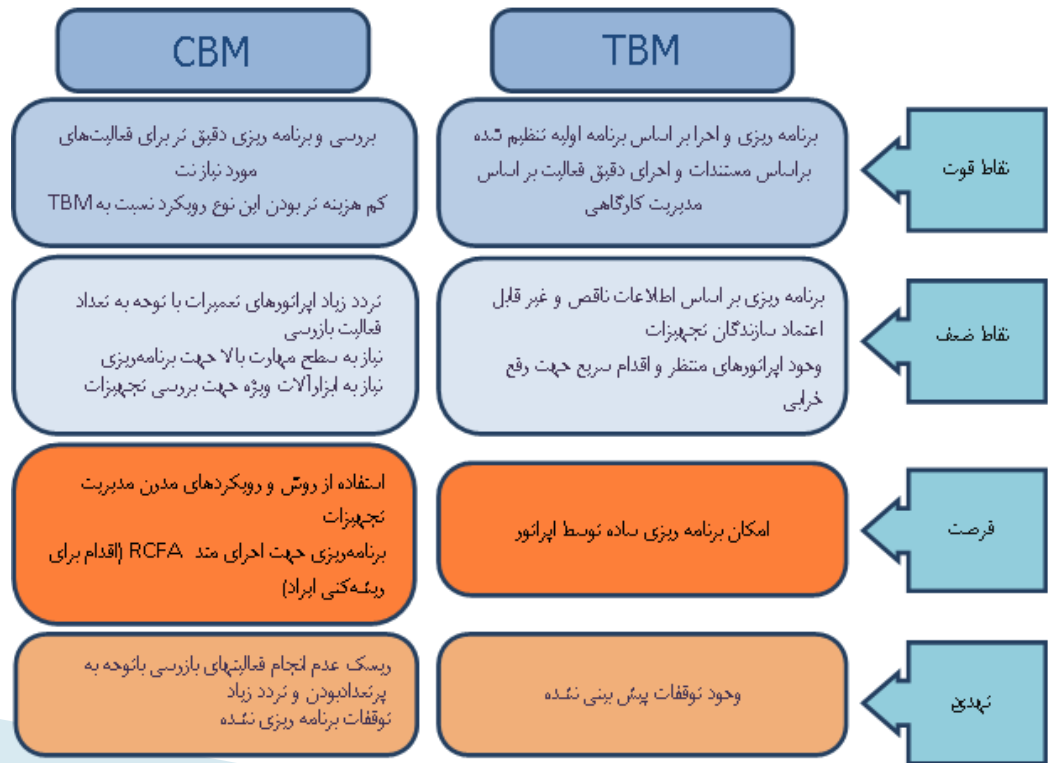 TBM
CBM
نقاط قوت
برنامه ریزی و اجرا بر اساس برنامه اولیه تنظیم شده
براساس مستندات و اجرای دقیق فعالیت بر اساس
مدیریت کارگاهی
بررسی و برنامه ریزی دقیق تر برای فعالیت‌های
مورد نیاز نت
کم هزینه تر بودن این نوع رویکرد نسبت به TBM
نقاط ضعف
برنامه ریزی بر اساس اطلاعات ناقص و غیر قابل
اعتماد سازندگان تجهیزات
وجود اپراتورهای منتظر و اقدام سریع جهت رفع
خرابی
تردد زیاد اپراتورهای تعمیرات با توجه به تعداد
فعالیت بازرسی
نیاز به سطح مهارت بالا جهت برنامه‌ریزی
نیاز به ابزارآلات ویژه جهت بررسی تجهیزات
فرصت
امکان برنامه ریزی ساده توسط اپراتور
استفاده از روش و رویکردهای مدرن مدیریت
تجهیزات
برنامه‌ریزی جهت اجرای متد RCFA (اقدام برای
ریشه‌کنی ایراد)
تهدید
وجود توقفات پیش بینی نشده
ریسک عدم انجام فعالیتهای بازرسی باتوجه به
پرتعدادبودن و تردد زیاد
توقفات برنامه ریزی نشده